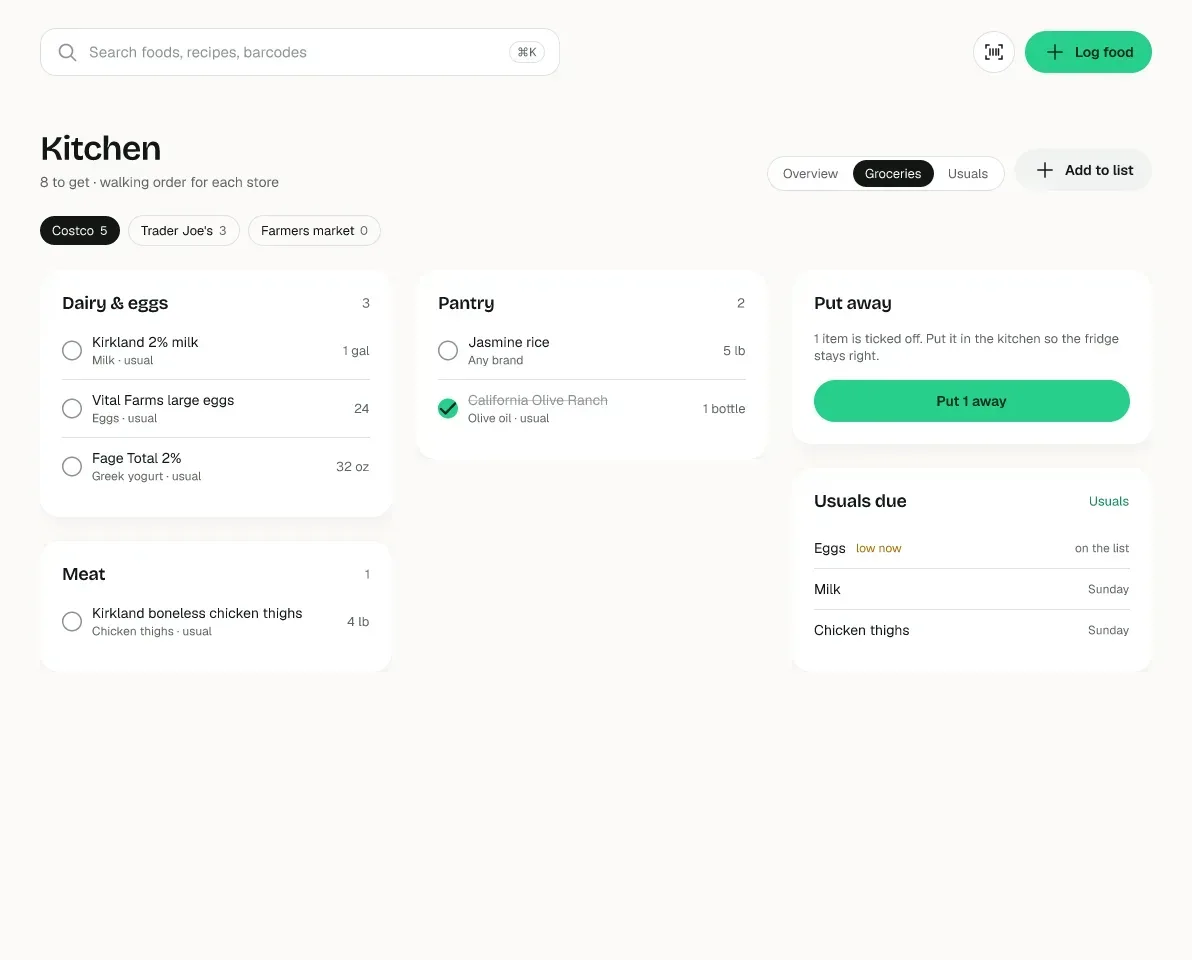 Search foods, recipes, barcodes ⌘K
Log food
Kitchen
8 to get · walking order for each store
Overview Groceries Usuals
Add to list
Costco 5 Trader Joe's 3 Farmers market 0
Dairy & eggs 3
Kirkland 2% milk
Milk · usual
1 gal
Vital Farms large eggs
Eggs · usual
24
Fage Total 2%
Greek yogurt · usual
32 oz
Meat 1
Kirkland boneless chicken thighs
Chicken thighs · usual
4 lb
Pantry 2
Jasmine rice
Any brand
5 lb
California Olive Ranch
Olive oil · usual
1 bottle
Put away
1 item is ticked off. Put it in the kitchen so the fridge
stays right.
Put 1 away
Usuals due Usuals
Eggs low now on the list
Milk Sunday
Chicken thighs Sunday